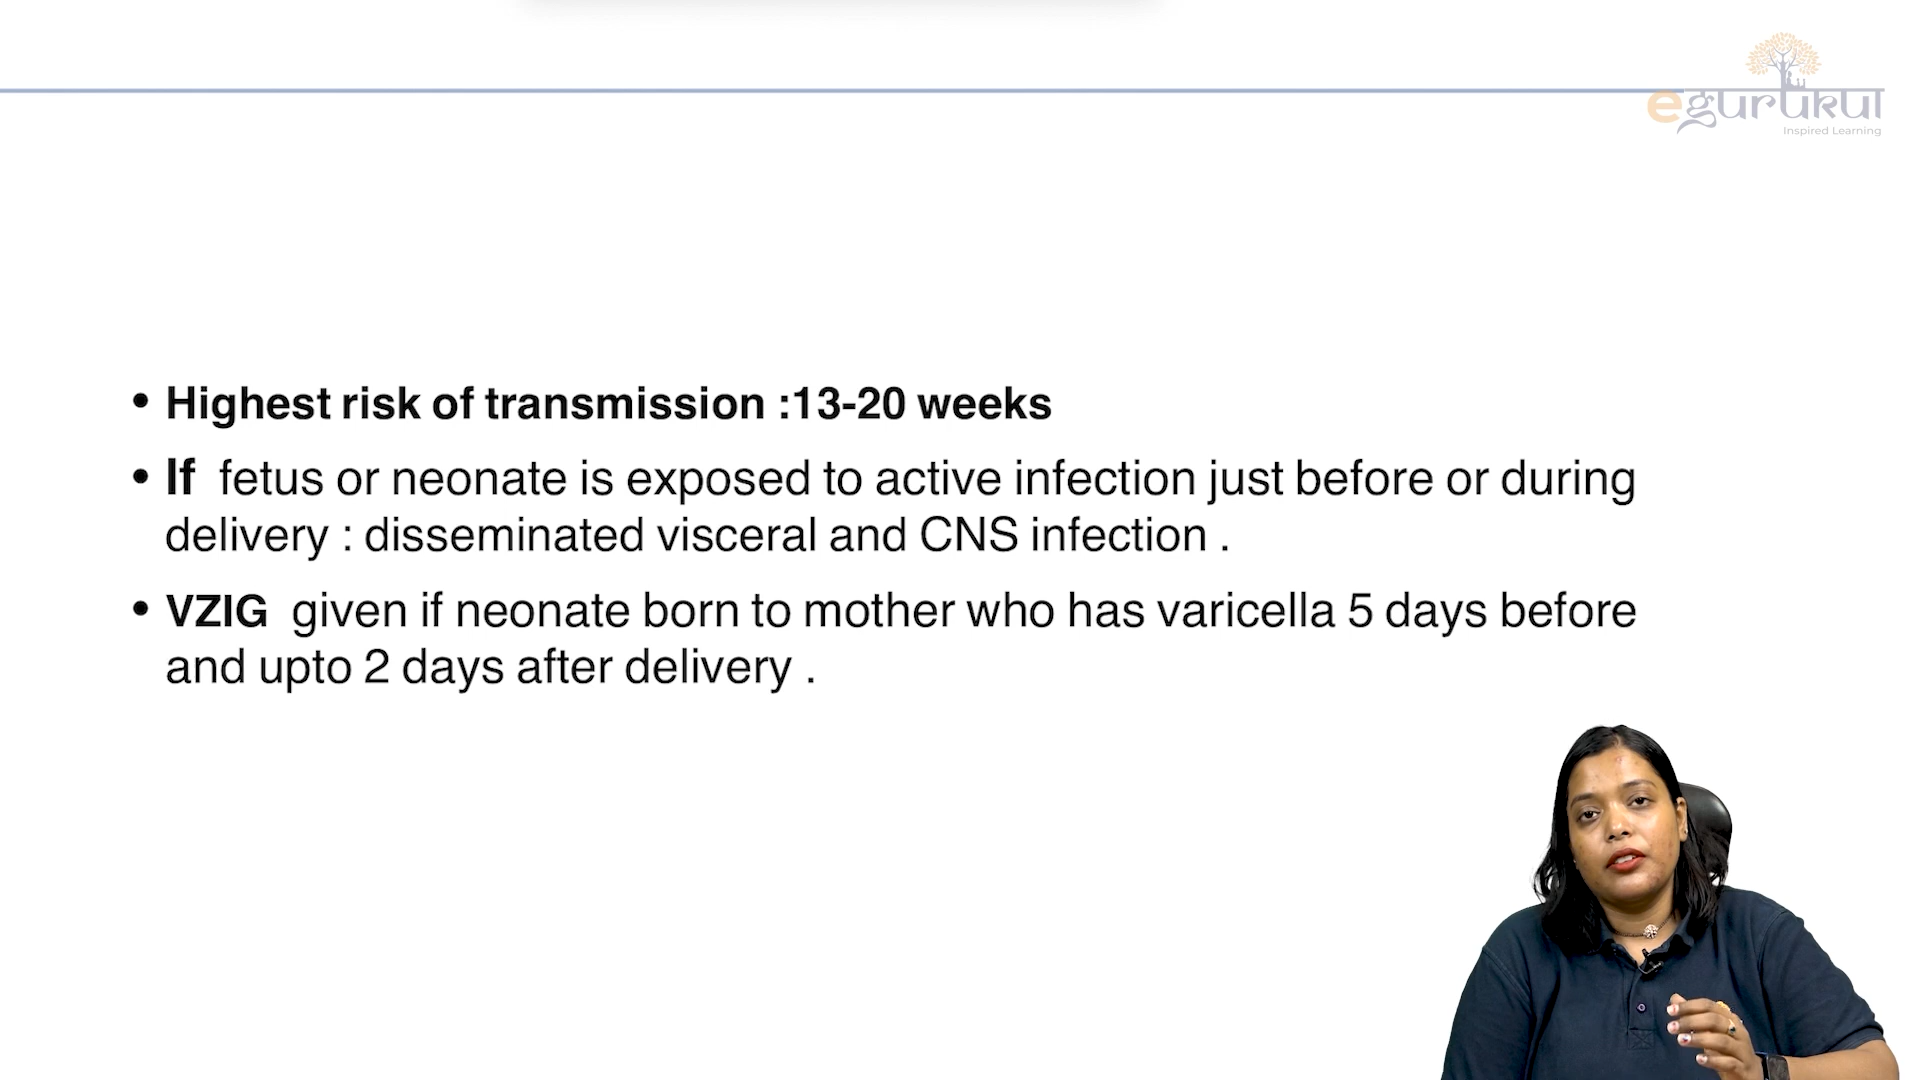 egurukul
Inspired Learning
• Highest risk of transmission :13-20 weeks
• If fetus or neonate is exposed to active infection just before or during
delivery : disseminated visceral and CNS infection .
• VZIG given if neonate born to mother who has varicella 5 days before
and upto 2 days after delivery .